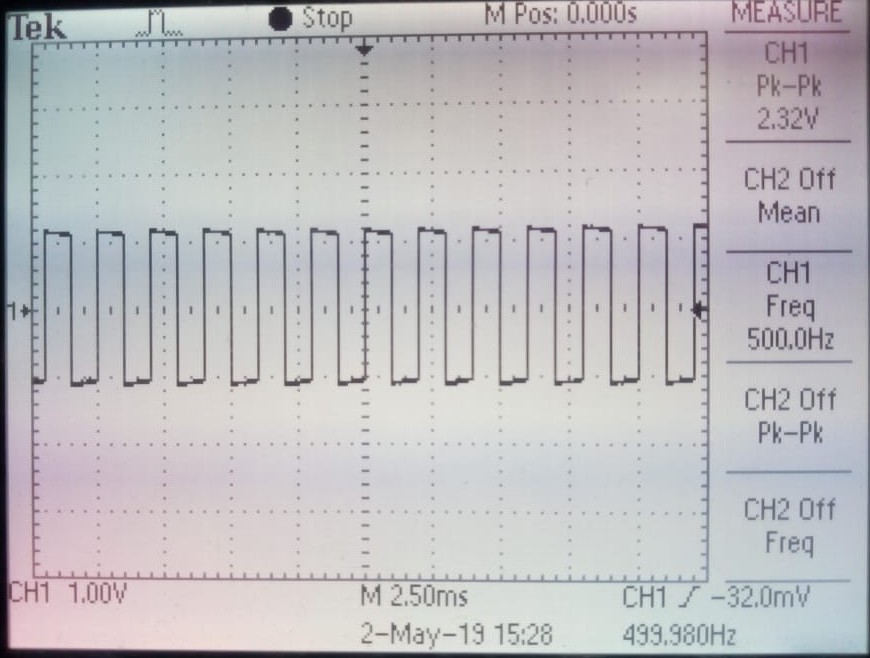 Tek Stop M Pos: 0.000s MEASURE
CH1
Pk-Pk
2.32V
CH2 Off
Mean
1
CH1
Freq
500.0Hz
CH2 Off
Pk-Pk
CH2 Off
Freq
CH1 1.00V M 2.50ms CH1 -32.0mV
2-May-19 15:28 499.980Hz